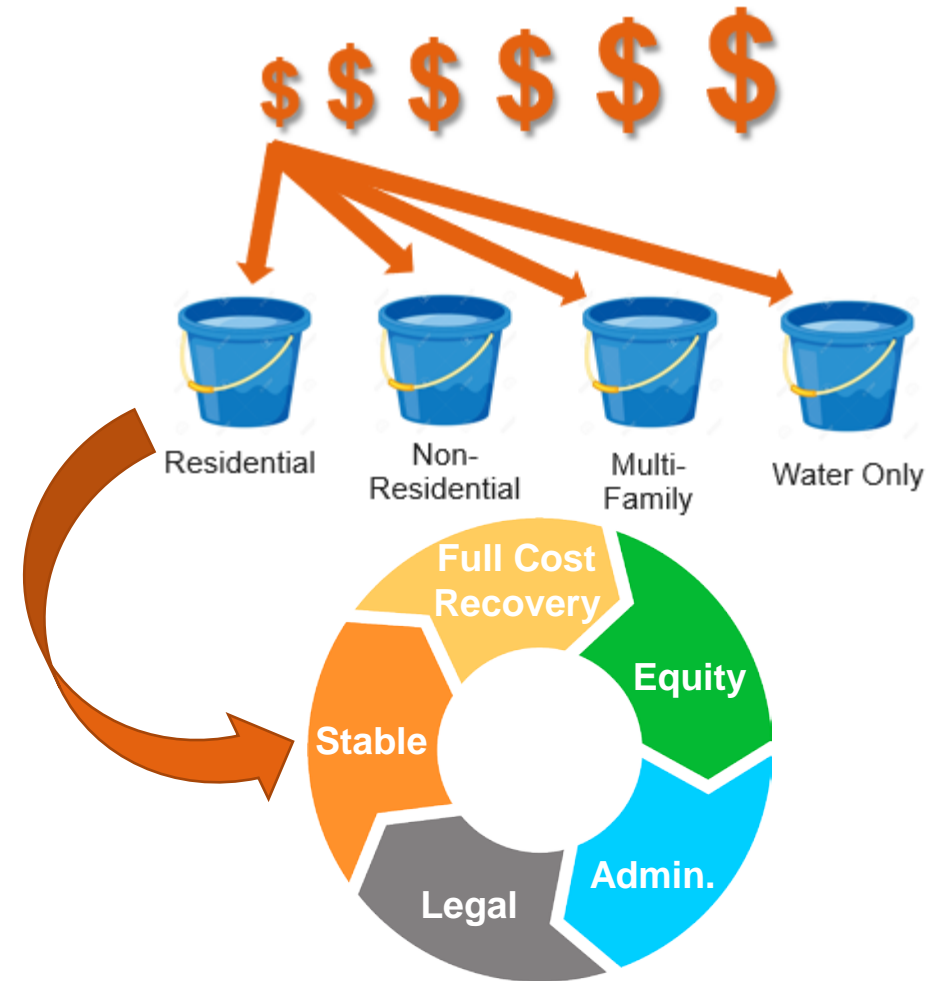 $ $ $ $ $ $
Residential
Non-
Residential
Multi-
Family
Water Only
Full Cost
Recovery
Equity
Stable
Admin.
Legal